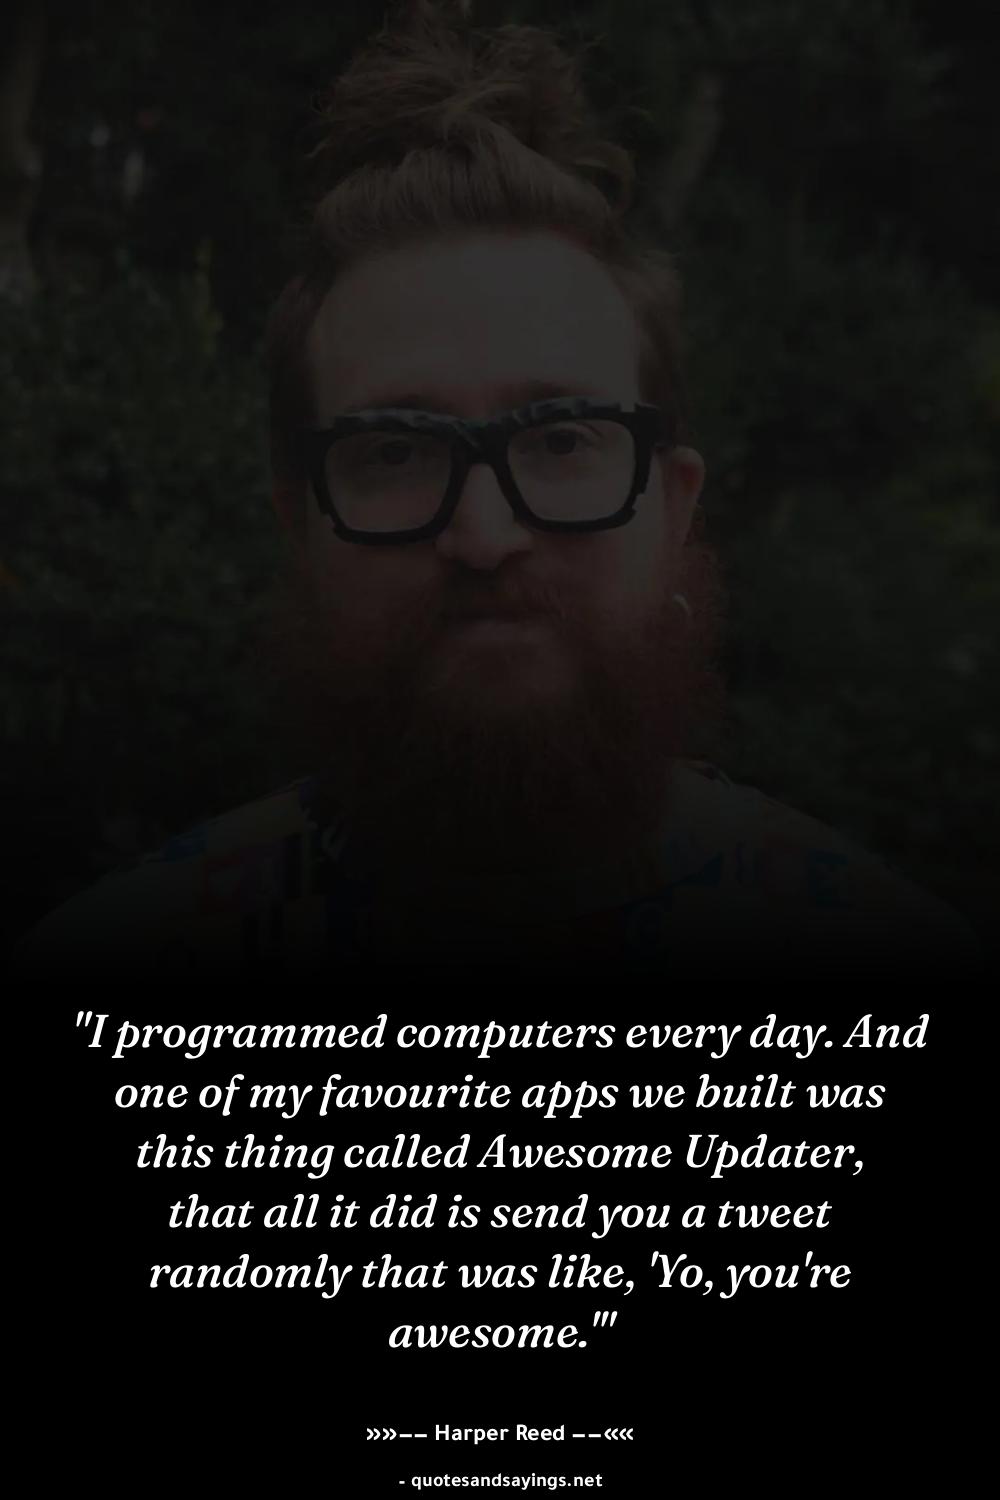 "I programmed computers every day. And
one of my favourite apps we built was
this thing called Awesome Updater,
that all it did is send you a tweet
randomly that was like, 'Yo, you're
awesome.'"
»»−− Harper Reed −−««
- quotesandsayings.net